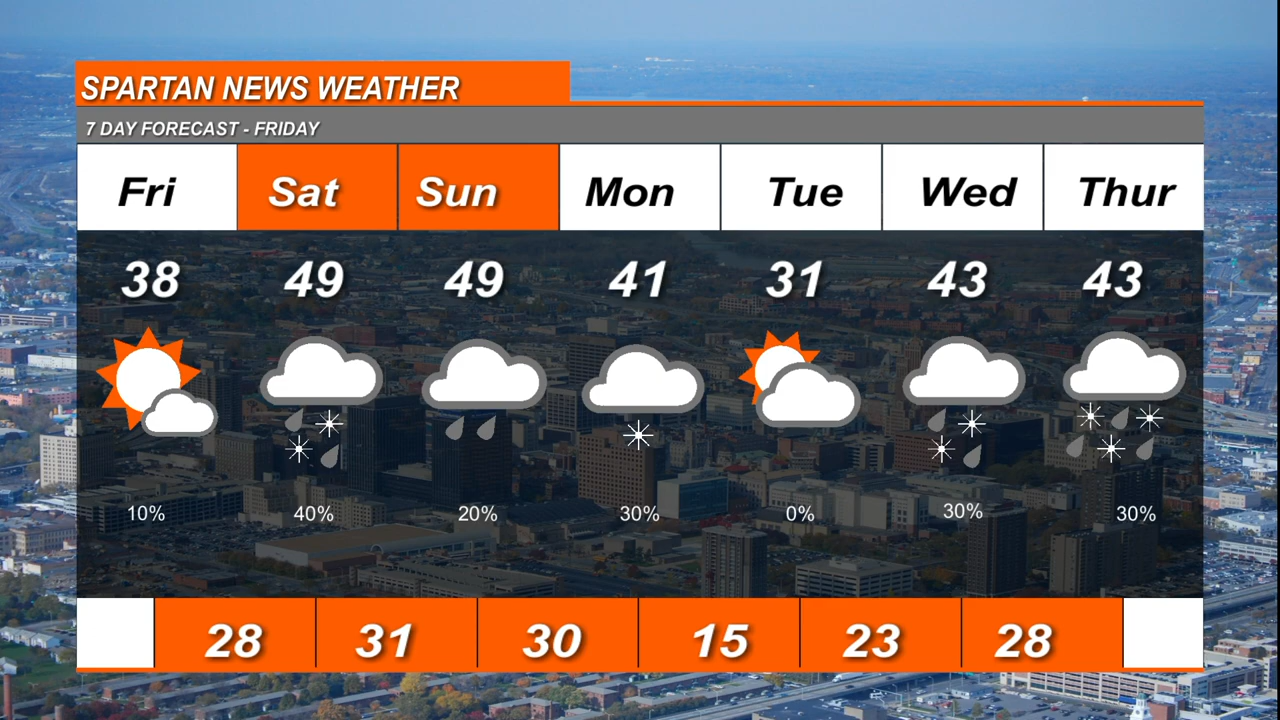 SPARTAN NEWS WEATHER
7 DAY FORECAST - FRIDAY
Fri Sat Sun Mon Tue Wed Thur
38 49 49 41 31 43 43
10% 40% 20% 30% 0% 30% 30%
28 31 30 15 23 28